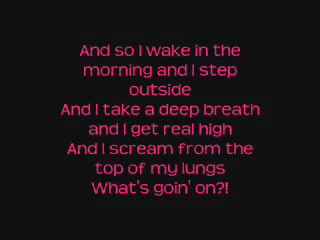 And so I wake in the
morning and I step
outside
And I take a deep breath
and I get real high
And I scream from the
top of my lungs
What's goin' on?!